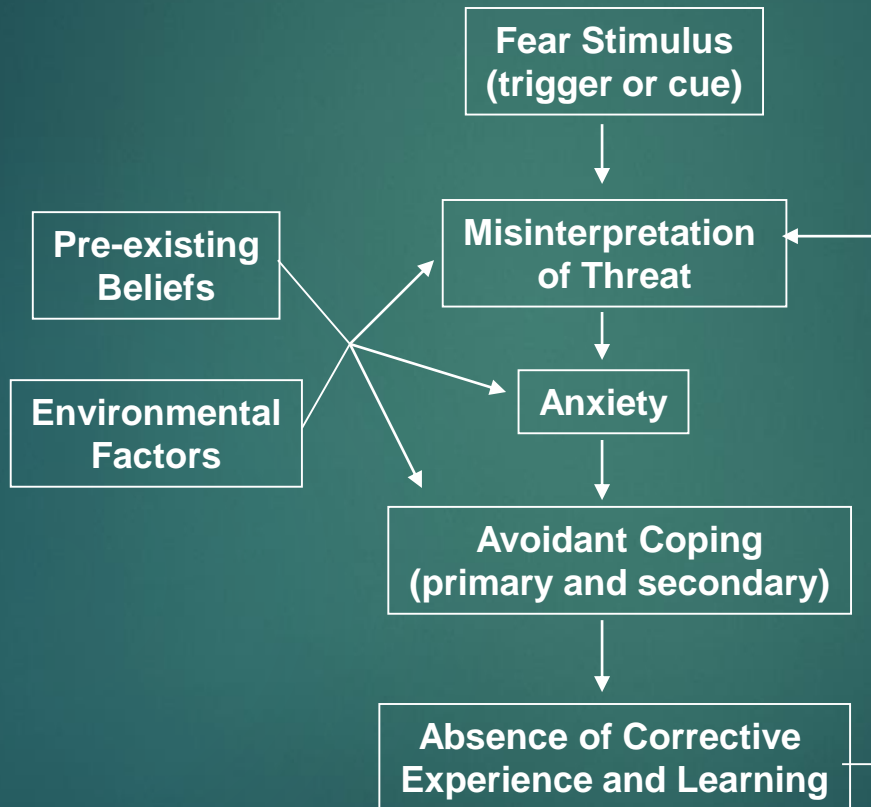 Fear Stimulus
(trigger or cue)
Misinterpretation
of Threat
Pre-existing
Beliefs
Anxiety
Environmental
Factors
Avoidant Coping
(primary and secondary)
Absence of Corrective
Experience and Learning